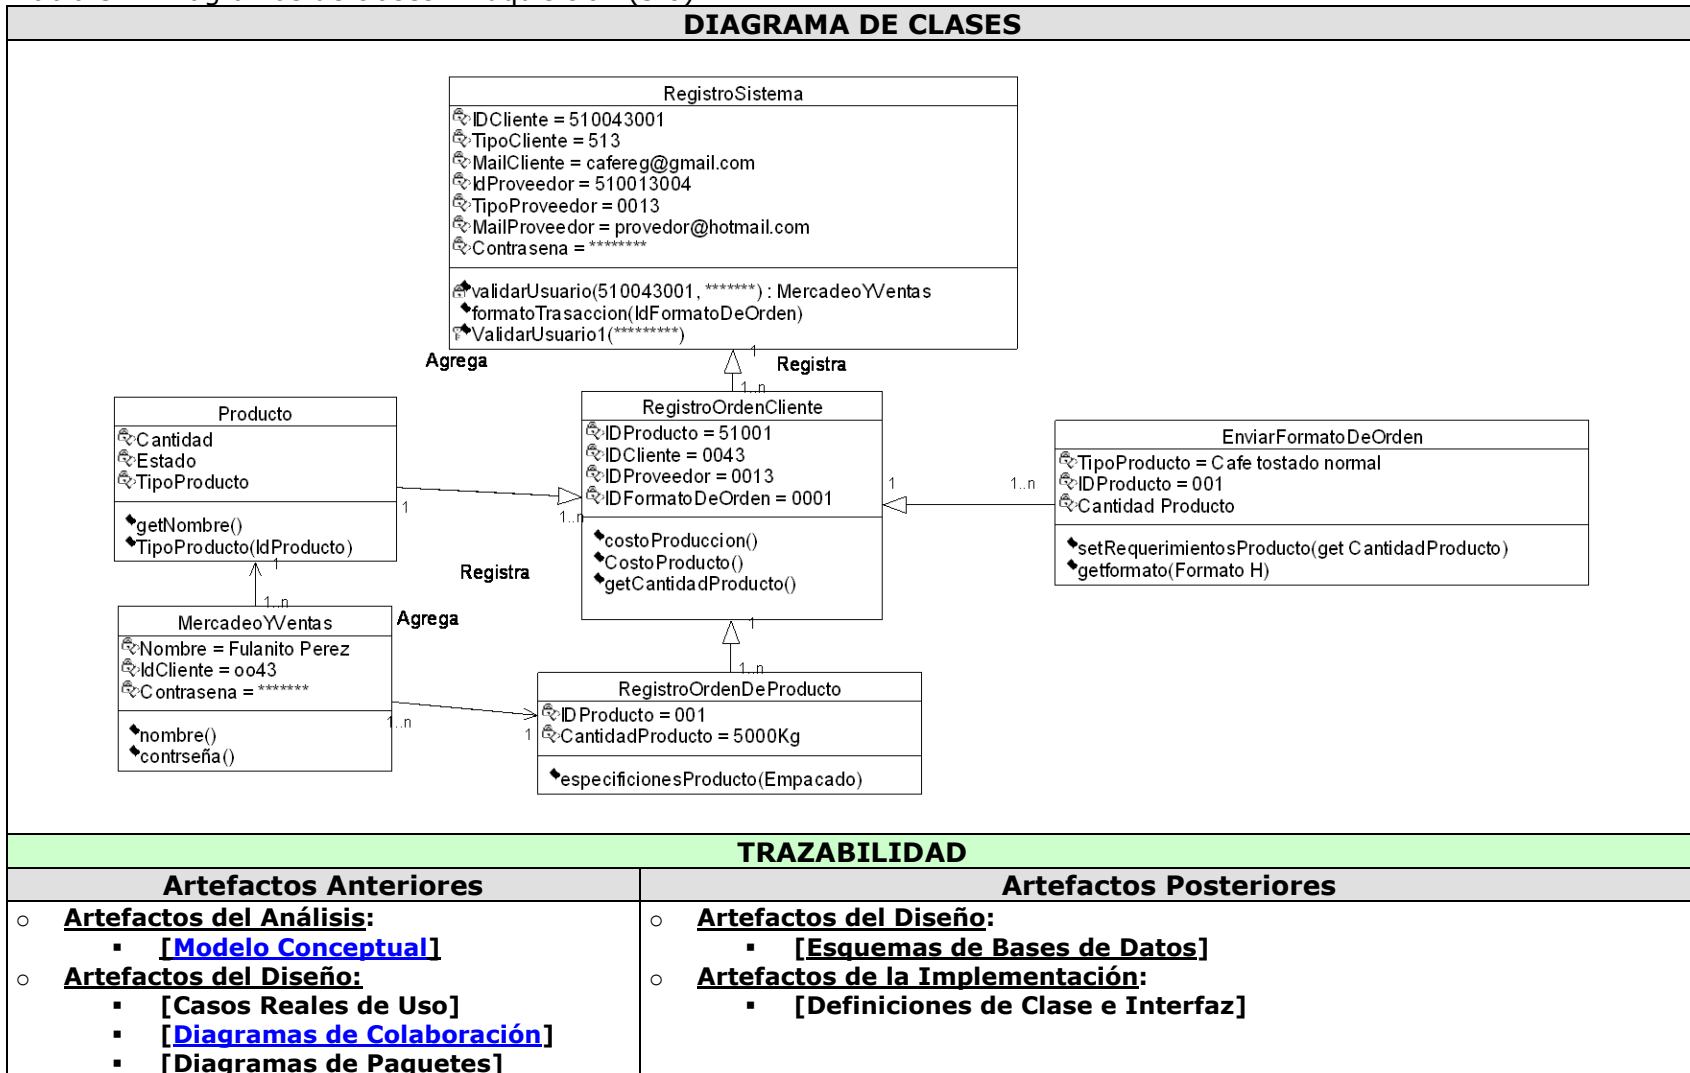 DIAGRAMA DE CLASES
RegistroSistema
IDCliente = 510043001
TipoCliente = 513
MailCliente = cafereg@gmail.com
IdProveedor = 510013004
TipoProveedor = 0013
MailProveedor = provedor@hotmail.com
Contrasena = ********
validarUsuario(510043001, *******) : MercadeoYVentas
formatoTrasaccion(IdFormatoDeOrden)
ValidarUsuario1(*********)
Agrega
1
Registra
1..n
Producto
Cantidad
Estado
TipoProducto
getNombre()
TipoProducto(IdProducto)
1
1..n
RegistroOrdenCliente
IDProducto = 51001
IDCliente = 0043
IDProveedor = 0013
IDFormatoDeOrden = 0001
costoProduccion()
CostoProducto()
getCantidadProducto()
1
1..n
EnviarFormatoDeOrden
TipoProducto = Cafe tostado normal
IDProducto = 001
Cantidad Producto
setRequerimientosProducto(get CantidadProducto)
getformato(Formato H)
Registra
1
1..n
Agrega
MercadeoYVentas
Nombre = Fulanito Perez
IdCliente = oo43
Contrasena = *******
nombre()
contrseña()
1..n
1
1
1..n
RegistroOrdenDeProducto
IDProducto = 001
CantidadProducto = 5000Kg
especificionesProducto(Empacado)
TRAZABILIDAD
Artefactos Anteriores
Artefactos Posteriores
o Artefactos del Análisis:
▪ [Modelo Conceptual]
o Artefactos del Diseño:
▪ [Casos Reales de Uso]
▪ [Diagramas de Colaboración]
▪ [Diagramas de Paquetes]
o Artefactos del Diseño:
▪ [Esquemas de Bases de Datos]
o Artefactos de la Implementación:
▪ [Definiciones de Clase e Interfaz]